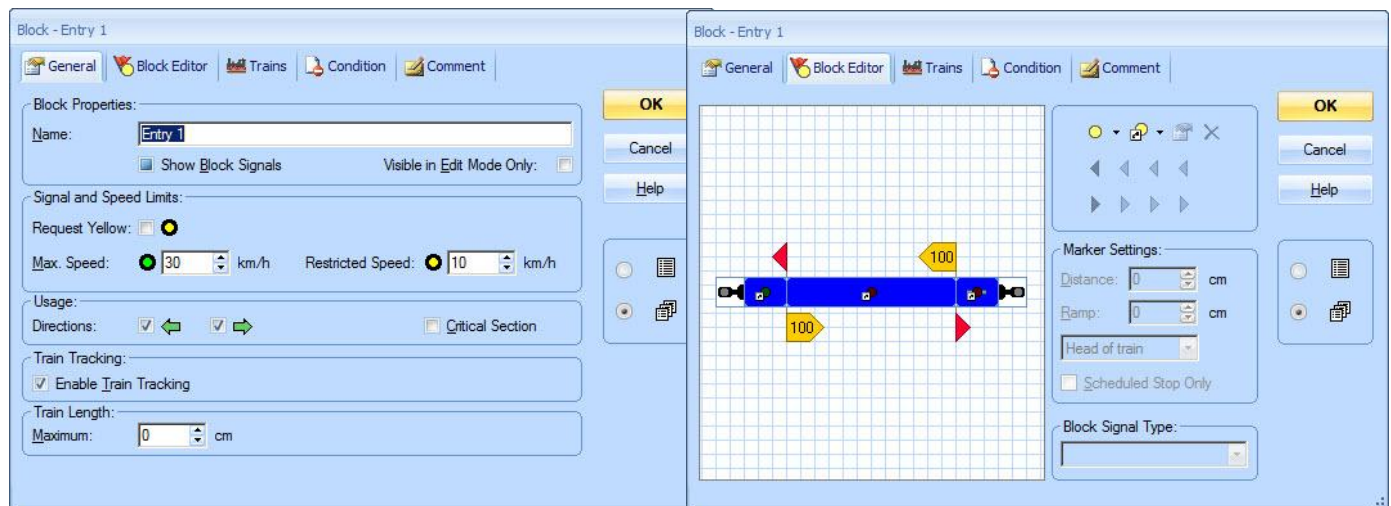 Block - Entry 1
General Block Editor Trains Condition Comment
Block Properties:
Name: Entry 1
Show Block Signals Visible in Edit Mode Only:
Signal and Speed Limits:
Request Yellow:
Max. Speed: 30 km/h Restricted Speed: 10 km/h
Usage:
Directions: Critical Section
Train Tracking:
Enable Train Tracking
Train Length:
Maximum: 0 cm
OK
Cancel
Help
Block - Entry 1
General Block Editor Trains Condition Comment
100
100
Marker Settings:
Distance: 0 cm
Ramp: 0 cm
Head of train
Scheduled Stop Only
Block Signal Type:
OK
Cancel
Help